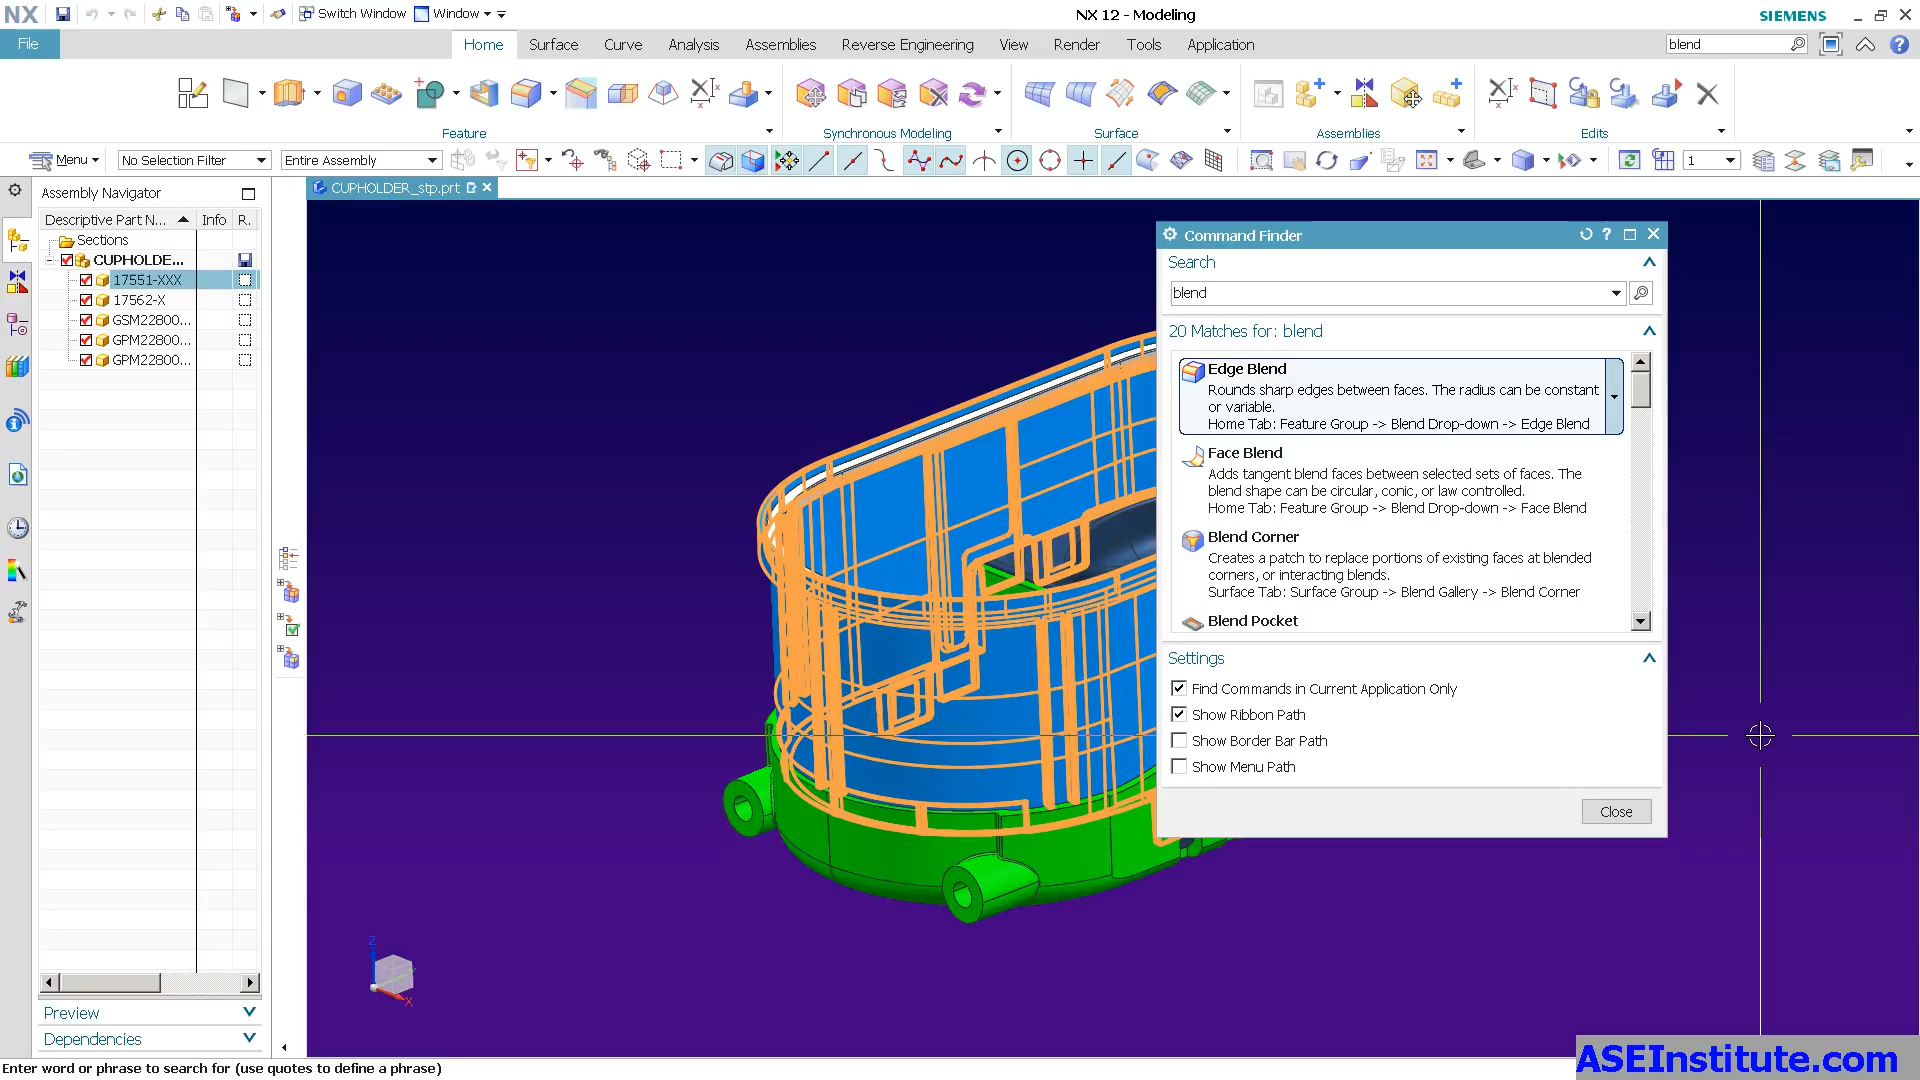 NX
Switch Window
Window
NX 12 - Modeling
SIEMENS
File
Home
Surface
Curve
Analysis
Assemblies
Reverse Engineering
View
Render
Tools
Application
blend
Feature
Synchronous Modeling
Surface
Assemblies
Edits
Menu
No Selection Filter
Entire Assembly
1
Assembly Navigator
CUPHOLDER_stp.prt
Descriptive Part N...
Info
R.
Sections
CUPHOLDE...
17551-XXX
17562-X
GSM22800...
GPM22800...
GPM22800...
Preview
Dependencies
Command Finder
Search
blend
20 Matches for: blend
Edge Blend
Rounds sharp edges between faces. The radius can be constant
or variable.
Home Tab: Feature Group -> Blend Drop-down -> Edge Blend
Face Blend
Adds tangent blend faces between selected sets of faces. The
blend shape can be circular, conic, or law controlled.
Home Tab: Feature Group -> Blend Drop-down -> Face Blend
Blend Corner
Creates a patch to replace portions of existing faces at blended
corners, or interacting blends.
Surface Tab: Surface Group -> Blend Gallery -> Blend Corner
Blend Pocket
Settings
Find Commands in Current Application Only
Show Ribbon Path
Show Border Bar Path
Show Menu Path
Close
Z
X
Enter word or phrase to search for (use quotes to define a phrase)
ASEInstitute.com